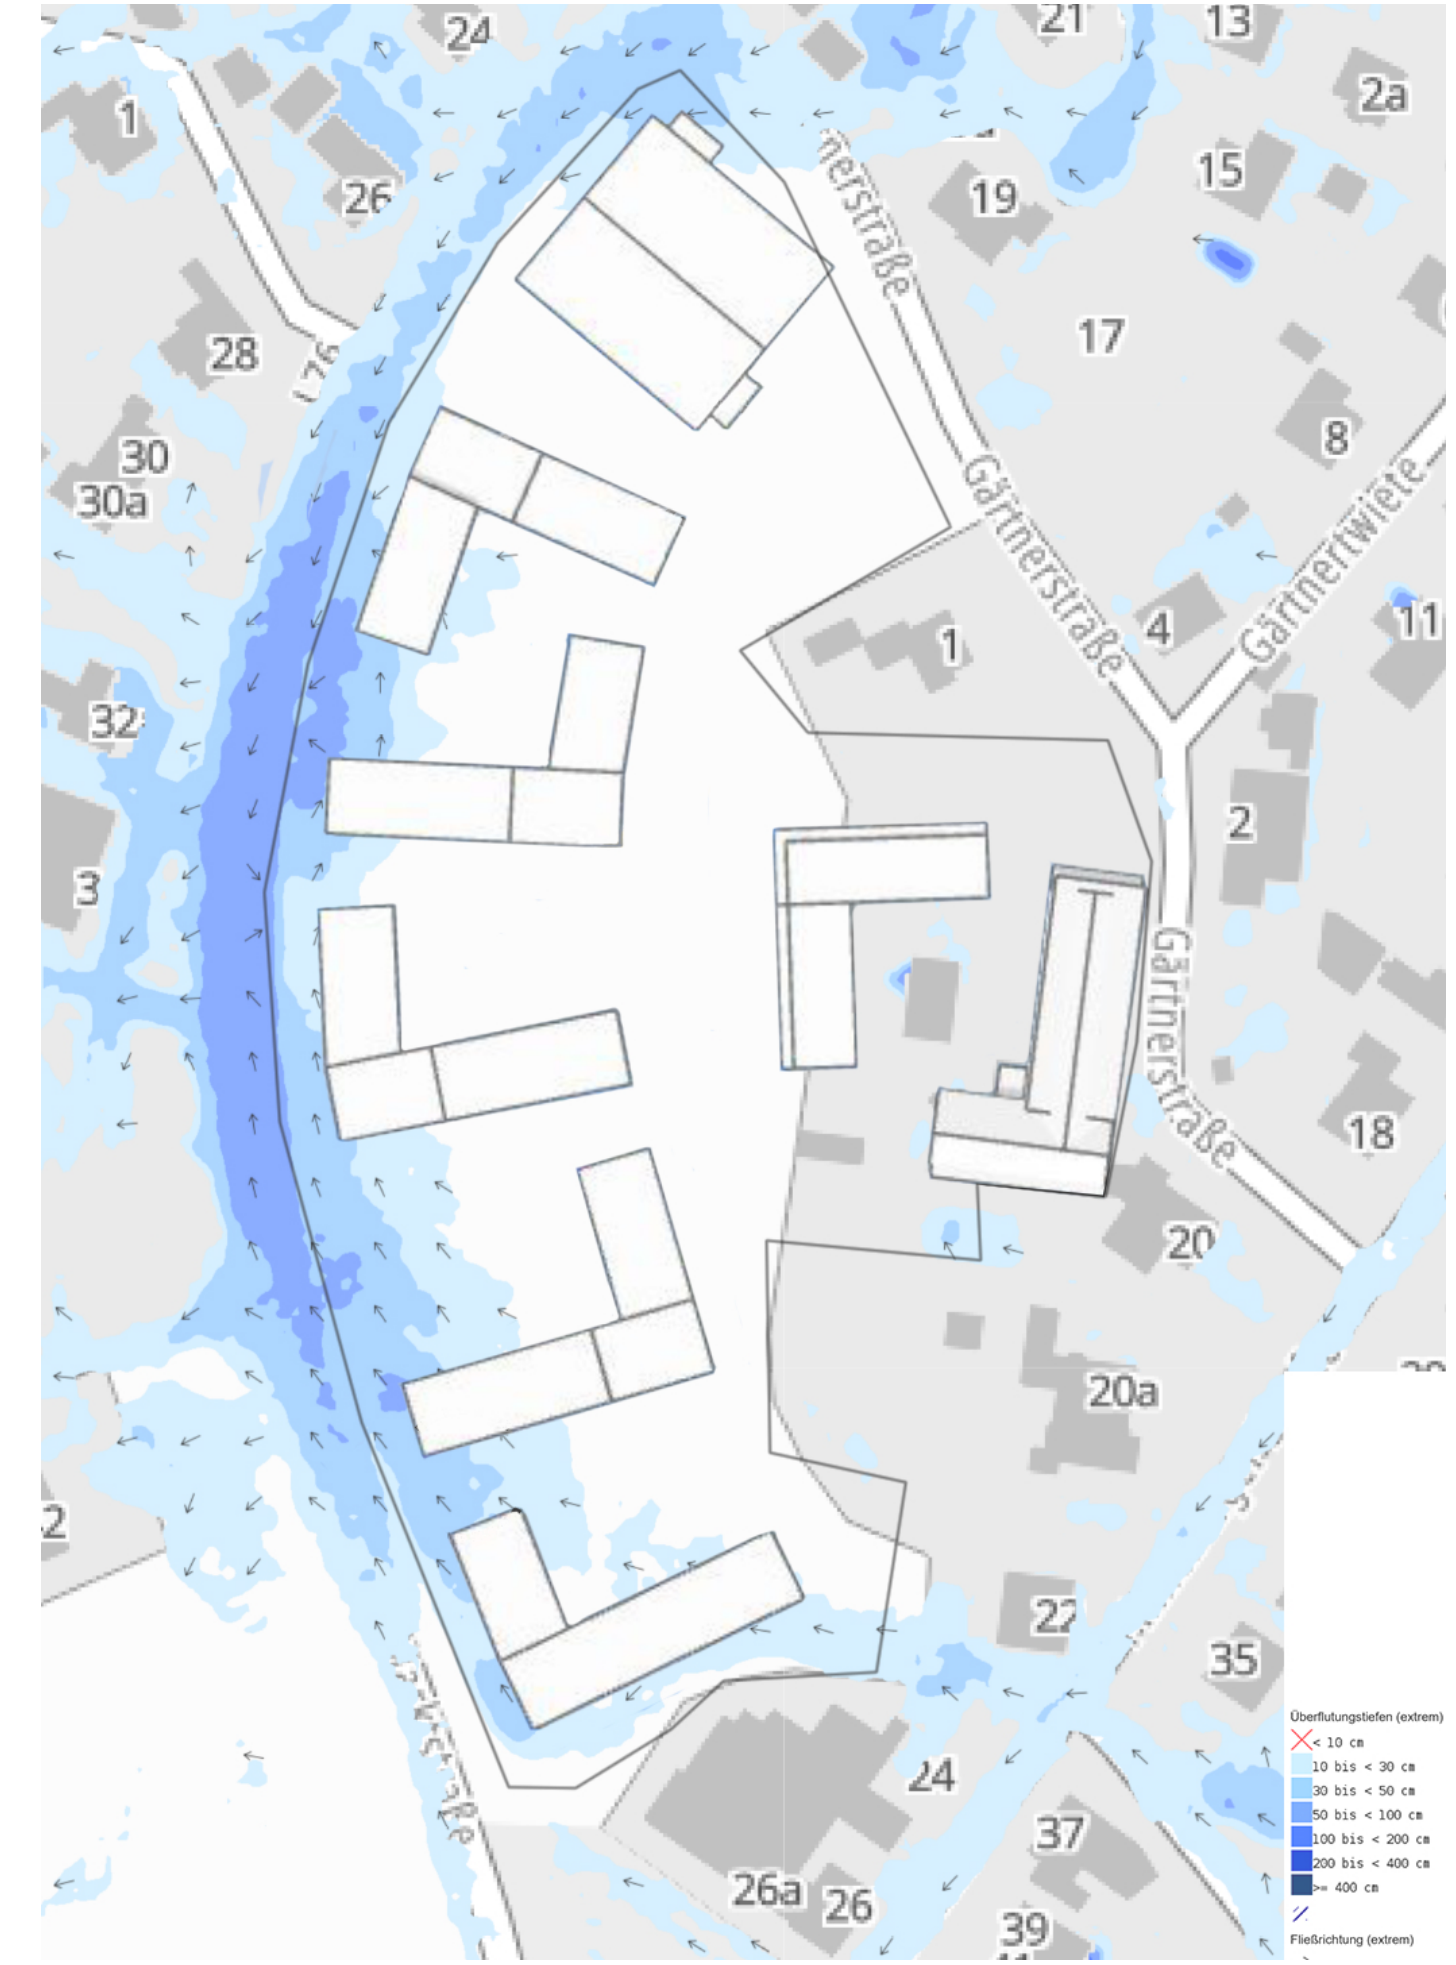 24
21
13
2a
1
15
26
19
nerstraße
17
28
L 76
30
8
30a
Gärtnerstraße
Gärtnertwiete
11
4
1
32
2
3
Gärtnerstraße
18
20
20a
22
35
24
37
26a
26
39
Überflutungstiefen (extrem)
< 10 cm
10 bis < 30 cm
30 bis < 50 cm
50 bis < 100 cm
100 bis < 200 cm
200 bis < 400 cm
>= 400 cm
Fließrichtung (extrem)